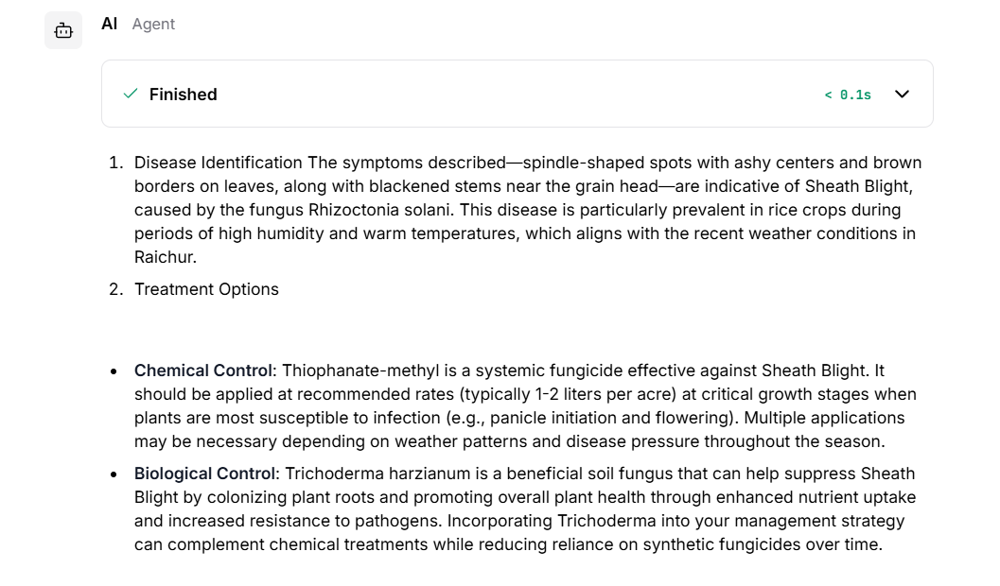 AI Agent
Finished
< 0.1s
1. Disease Identification The symptoms described—spindle-shaped spots with ashy centers and brown
borders on leaves, along with blackened stems near the grain head—are indicative of Sheath Blight,
caused by the fungus Rhizoctonia solani. This disease is particularly prevalent in rice crops during
periods of high humidity and warm temperatures, which aligns with the recent weather conditions in
Raichur.
2. Treatment Options
• Chemical Control: Thiophanate-methyl is a systemic fungicide effective against Sheath Blight. It
should be applied at recommended rates (typically 1-2 liters per acre) at critical growth stages when
plants are most susceptible to infection (e.g., panicle initiation and flowering). Multiple applications
may be necessary depending on weather patterns and disease pressure throughout the season.
• Biological Control: Trichoderma harzianum is a beneficial soil fungus that can help suppress Sheath
Blight by colonizing plant roots and promoting overall plant health through enhanced nutrient uptake
and increased resistance to pathogens. Incorporating Trichoderma into your management strategy
can complement chemical treatments while reducing reliance on synthetic fungicides over time.